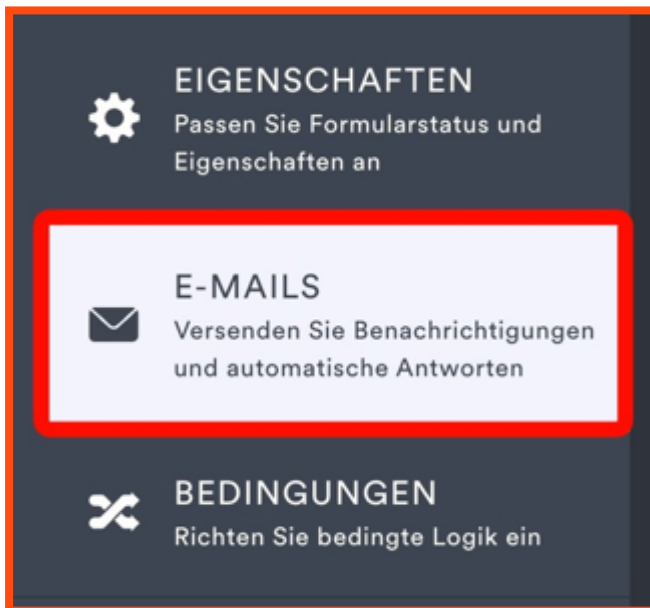 EIGENSCHAFTEN
Passen Sie Formularstatus und
Eigenschaften an
E-MAILS
Versenden Sie Benachrichtigungen
und automatische Antworten
BEDINGUNGEN
Richten Sie bedingte Logik ein